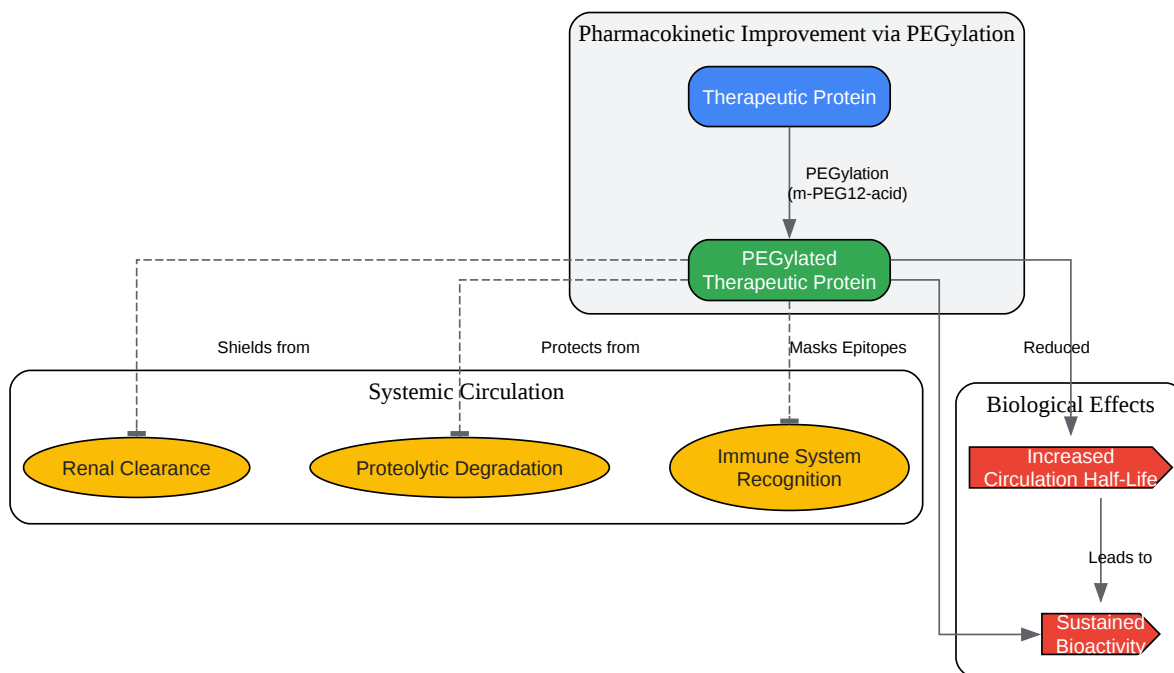 Pharmacokinetic Improvement via PEGylation
Therapeutic Protein
PEGylation
(m-PEG12-acid)
PEGylated
Therapeutic Protein
Shields from
Protects from
Masks Epitopes
Reduced
Systemic Circulation
Biological Effects
Renal Clearance
Proteolytic Degradation
Immune System
Recognition
Increased
Circulation Half-Life
Leads to
Sustained
Bioactivity